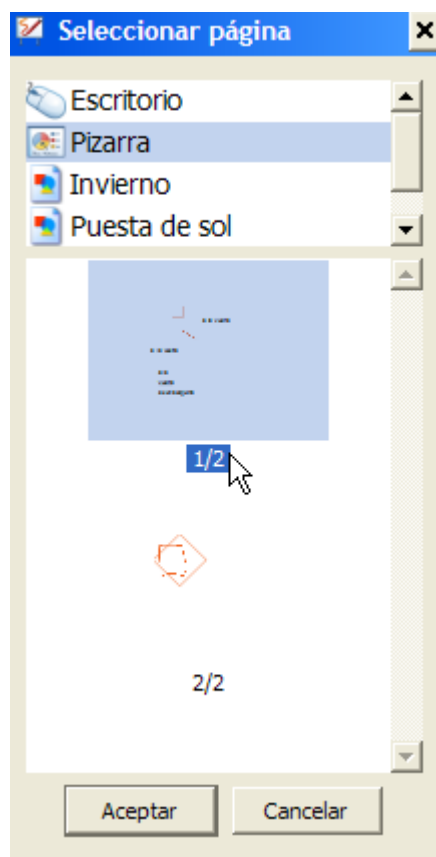 Seleccionar página
Escritorio
Pizarra
Invierno
Puesta de sol
1/2
2/2
Aceptar
Cancelar